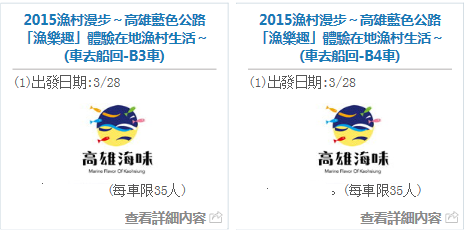 2015漁村漫步～高雄藍色公路
「漁樂趣」體驗在地漁村生活～
(車去船回-B3車)
(1)出發日期:3/28
高雄海味
Marine Flavor Of Kaohsiung
(每車限35人)
查看詳細內容
2015漁村漫步～高雄藍色公路
「漁樂趣」體驗在地漁村生活～
(車去船回-B4車)
(1)出發日期:3/28
高雄海味
Marine Flavor Of Kaohsiung
。 (每車限35人)
查看詳細內容